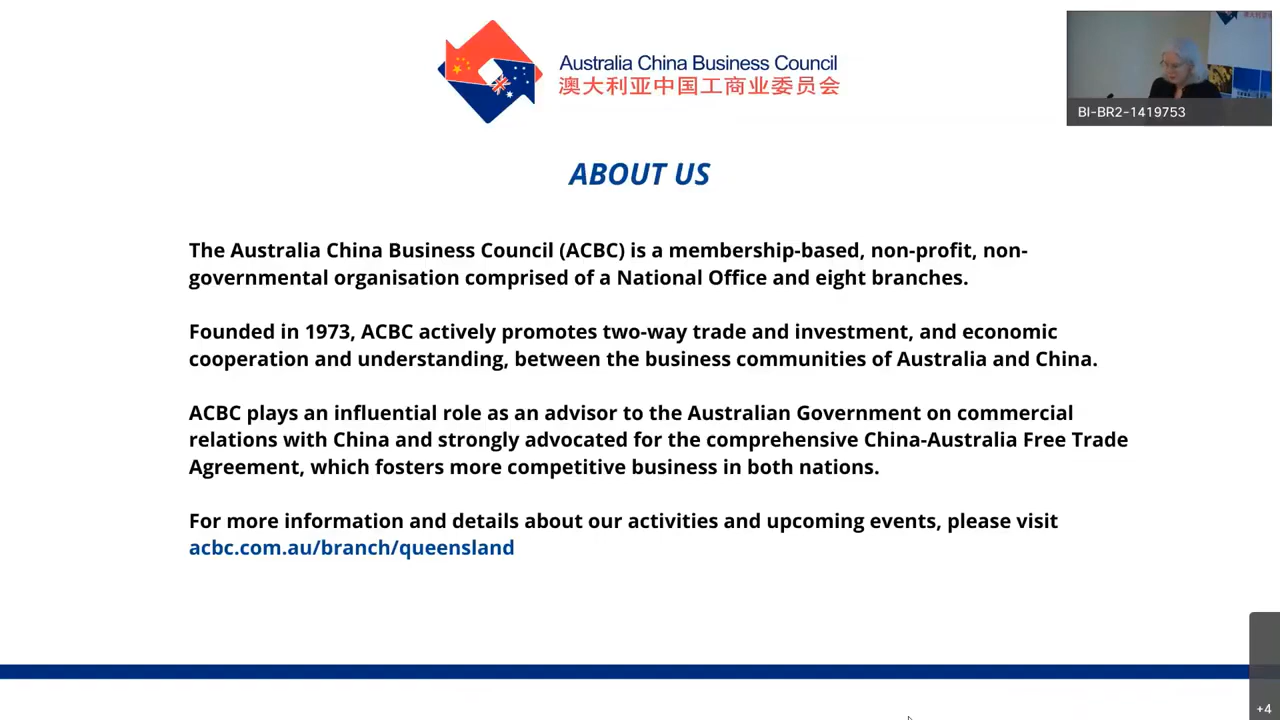 Australia China Business Council
澳大利亚中国工商业委员会
BI-BR2-1419753
ABOUT US
The Australia China Business Council (ACBC) is a membership-based, non-profit, non-
governmental organisation comprised of a National Office and eight branches.
Founded in 1973, ACBC actively promotes two-way trade and investment, and economic
cooperation and understanding, between the business communities of Australia and China.
ACBC plays an influential role as an advisor to the Australian Government on commercial
relations with China and strongly advocated for the comprehensive China-Australia Free Trade
Agreement, which fosters more competitive business in both nations.
For more information and details about our activities and upcoming events, please visit
acbc.com.au/branch/queensland
+4